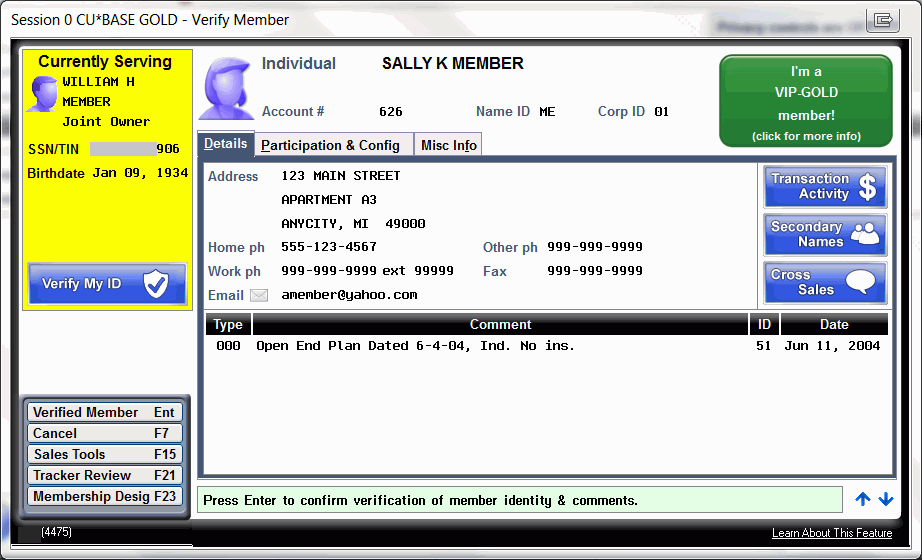 Session 0 CU*BASE GOLD - Verify Member
Currently Serving
WILLIAM H
MEMBER
Joint Owner
SSN/TIN 906
Birthdate Jan 09, 1934
Verify My ID
Individual SALLY K MEMBER
Account # 626 Name ID ME Corp ID 01
I'm a
VIP-GOLD
member!
(click for more info)
Details Participation & Config Misc Info
Address 123 MAIN STREET
APARTMENT A3
ANYCITY, MI 49000
Home ph 555-123-4567 Other ph 999-999-9999
Work ph 999-999-9999 ext 99999 Fax 999-999-9999
Email amember@yahoo.com
Transaction
Activity
Secondary
Names
Cross
Sales
Type Comment ID Date
000 Open End Plan Dated 6-4-04, Ind. No ins. 51 Jun 11, 2004
Verified Member Ent
Cancel F7
Sales Tools F15
Tracker Review F21
Membership Desig F23
Press Enter to confirm verification of member identity & comments.
(4475) Learn About This Feature